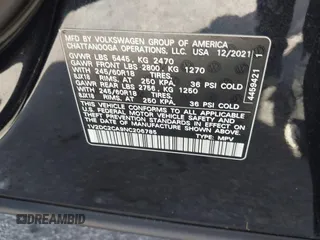 MFD. BY VOLKSWAGEN GROUP OF AMERICA
CHATTANOOGA OPERATIONS, LLC. USA 12/2021
GVWR LBS 5445, KG 2470
GAWR FRONT LBS 2800, KG 1270
WITH 245/60R18 TIRES,
8JX18 RIMS, AT 250 KPA, 36 PSI COLD
GAWR REAR LBS 2756, KG 1250
WITH 245/60R18 TIRES,
8JX18 RIMS, AT 250 KPA, 36 PSI COLD
THIS VEHICLE CONFORMS TO ALL APPLICABLE
U.S. FEDERAL MOTOR VEHICLE SAFETY AND
THEFT PREVENTION STANDARDS IN EFFECT ON THE
DATE OF MANUFACTURE SHOWN ABOVE.
1V2DC2CA8NC206785 TYPE: MPV
4469421
DREAMBID